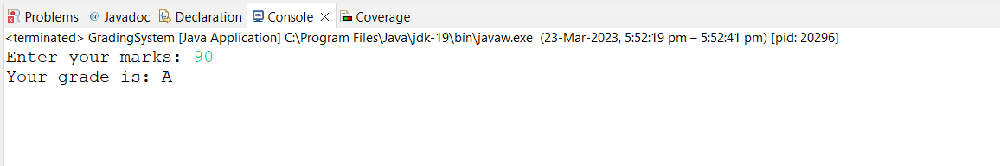 Problems @ Javadoc Declaration Console Coverage
<terminated> GradingSystem [Java Application] C:\Program Files\Java\jdk-19\bin\javaw.exe (23-Mar-2023, 5:52:19 pm – 5:52:41 pm) [pid: 20296]
Enter your marks: 90
Your grade is: A